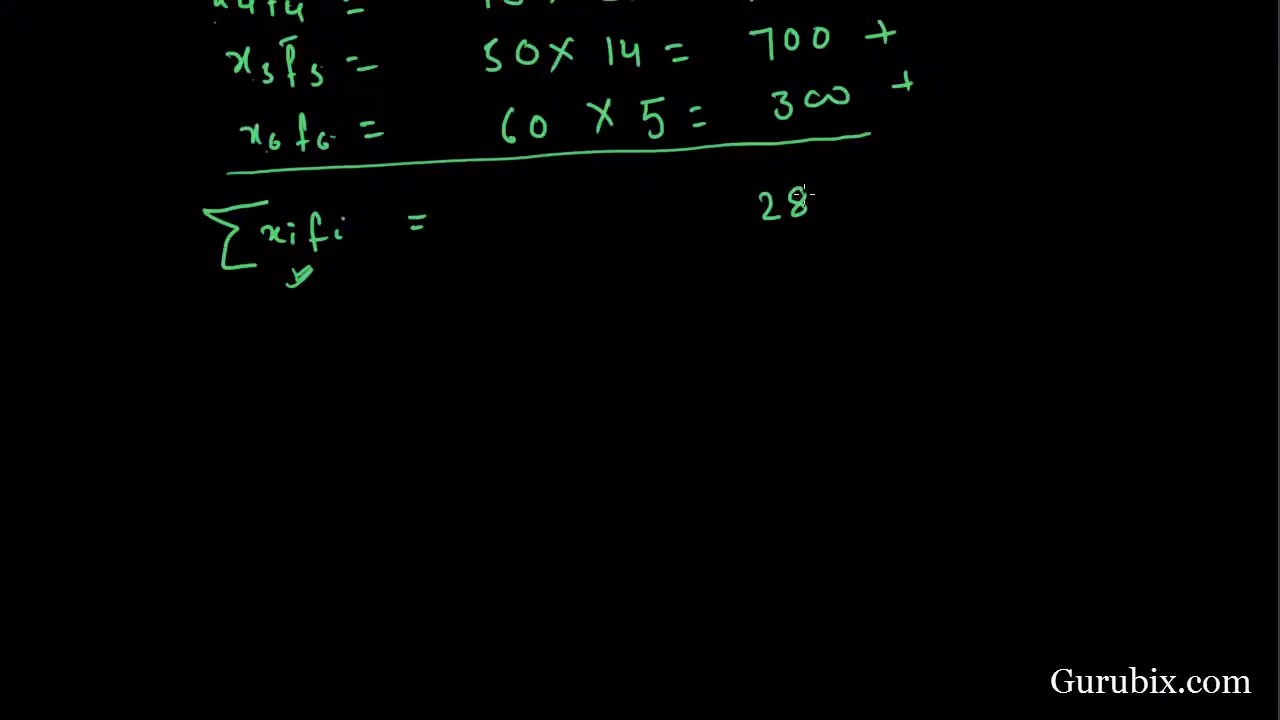 x₅f₅ = 50 × 14 = 700 +
x₆f₆ = 60 × 5 = 300 +
∑xifi = 28
Gurubix.com